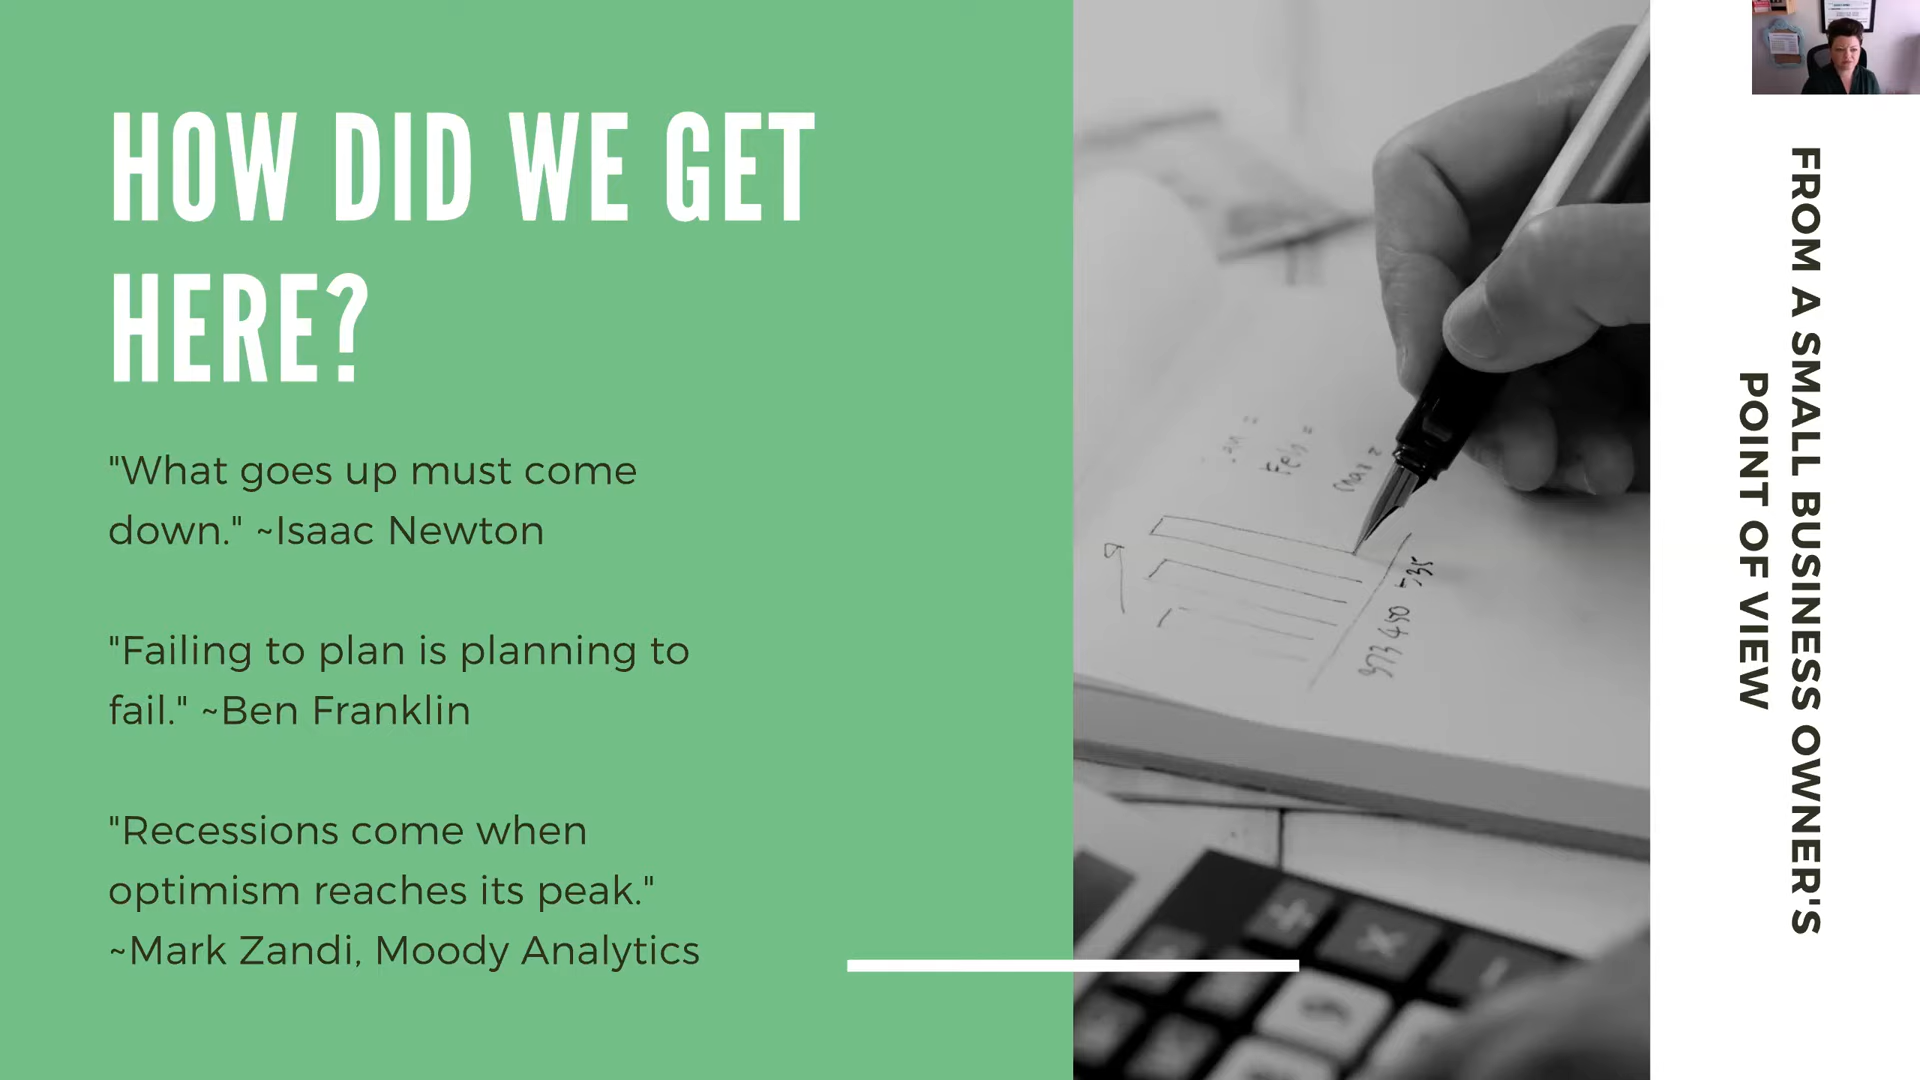 HOW DID WE GET
HERE?
"What goes up must come
down." ~Isaac Newton
"Failing to plan is planning to
fail." ~Ben Franklin
"Recessions come when
optimism reaches its peak."
~Mark Zandi, Moody Analytics
Feb =
Mar =
FROM A SMALL BUSINESS OWNER'S
POINT OF VIEW